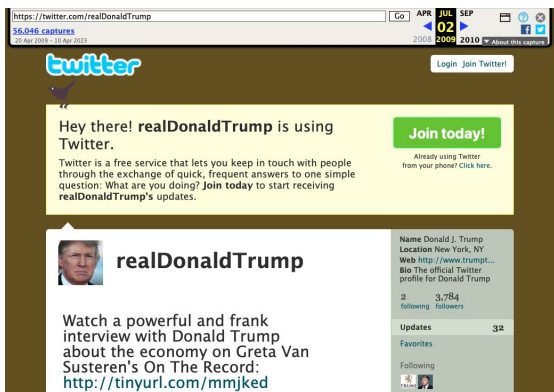 https://twitter.com/realDonaldTrump
Go
APR JUL SEP
02
2008 2009 2010
56,046 captures
20 Apr 2009 – 10 Apr 2023
About this capture
twitter
Login Join Twitter!
Hey there! realDonaldTrump is using
Twitter.
Twitter is a free service that lets you keep in touch with people
through the exchange of quick, frequent answers to one simple
question: What are you doing? Join today to start receiving
realDonaldTrump's updates.
Join today!
Already using Twitter
from your phone? Click here.
realDonaldTrump
Watch a powerful and frank
interview with Donald Trump
about the economy on Greta Van
Susteren's On The Record:
http://tinyurl.com/mmjked
Name Donald J. Trump
Location New York, NY
Web http://www.trumpt...
Bio The official Twitter
profile for Donald Trump
2 3,784
following followers
Updates 32
Favorites
Following
TRUMP